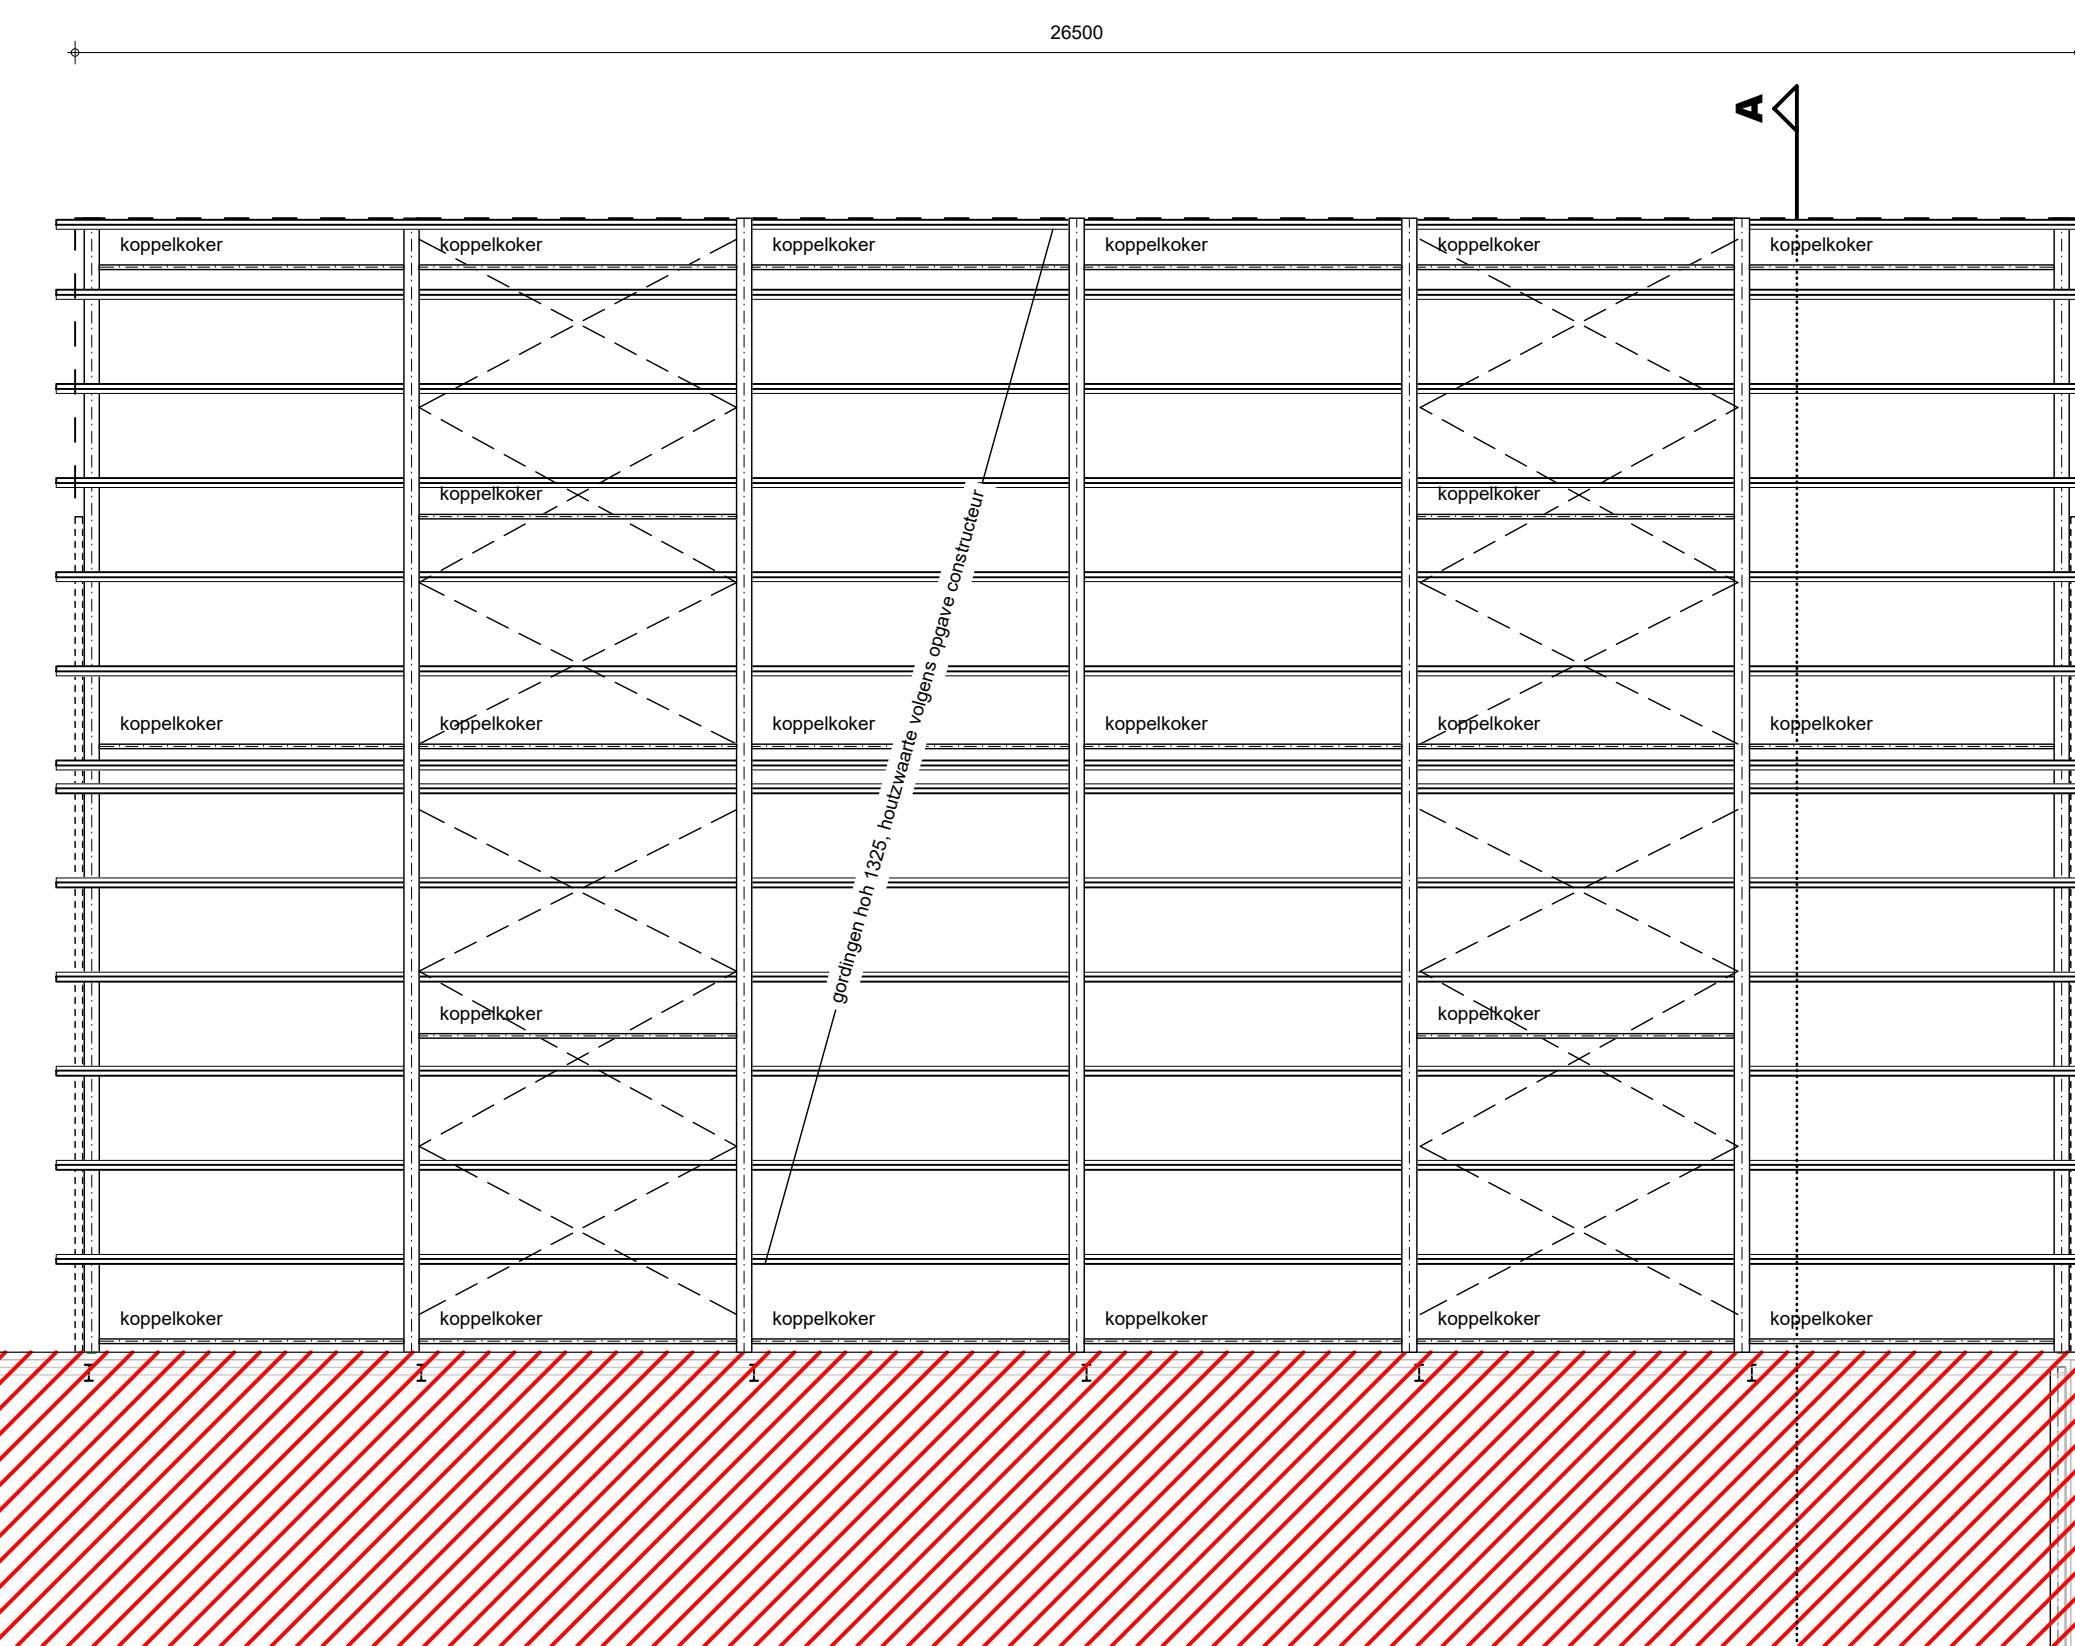 26500
A
koppelkoker koppelkoker koppelkoker koppelkoker koppelkoker koppelkoker
koppelkoker koppelkoker
gordingen hoh 1325, houtzwaarte volgens opgave constructeur
koppelkoker koppelkoker koppelkoker koppelkoker koppelkoker koppelkoker
koppelkoker koppelkoker
koppelkoker koppelkoker koppelkoker koppelkoker koppelkoker koppelkoker